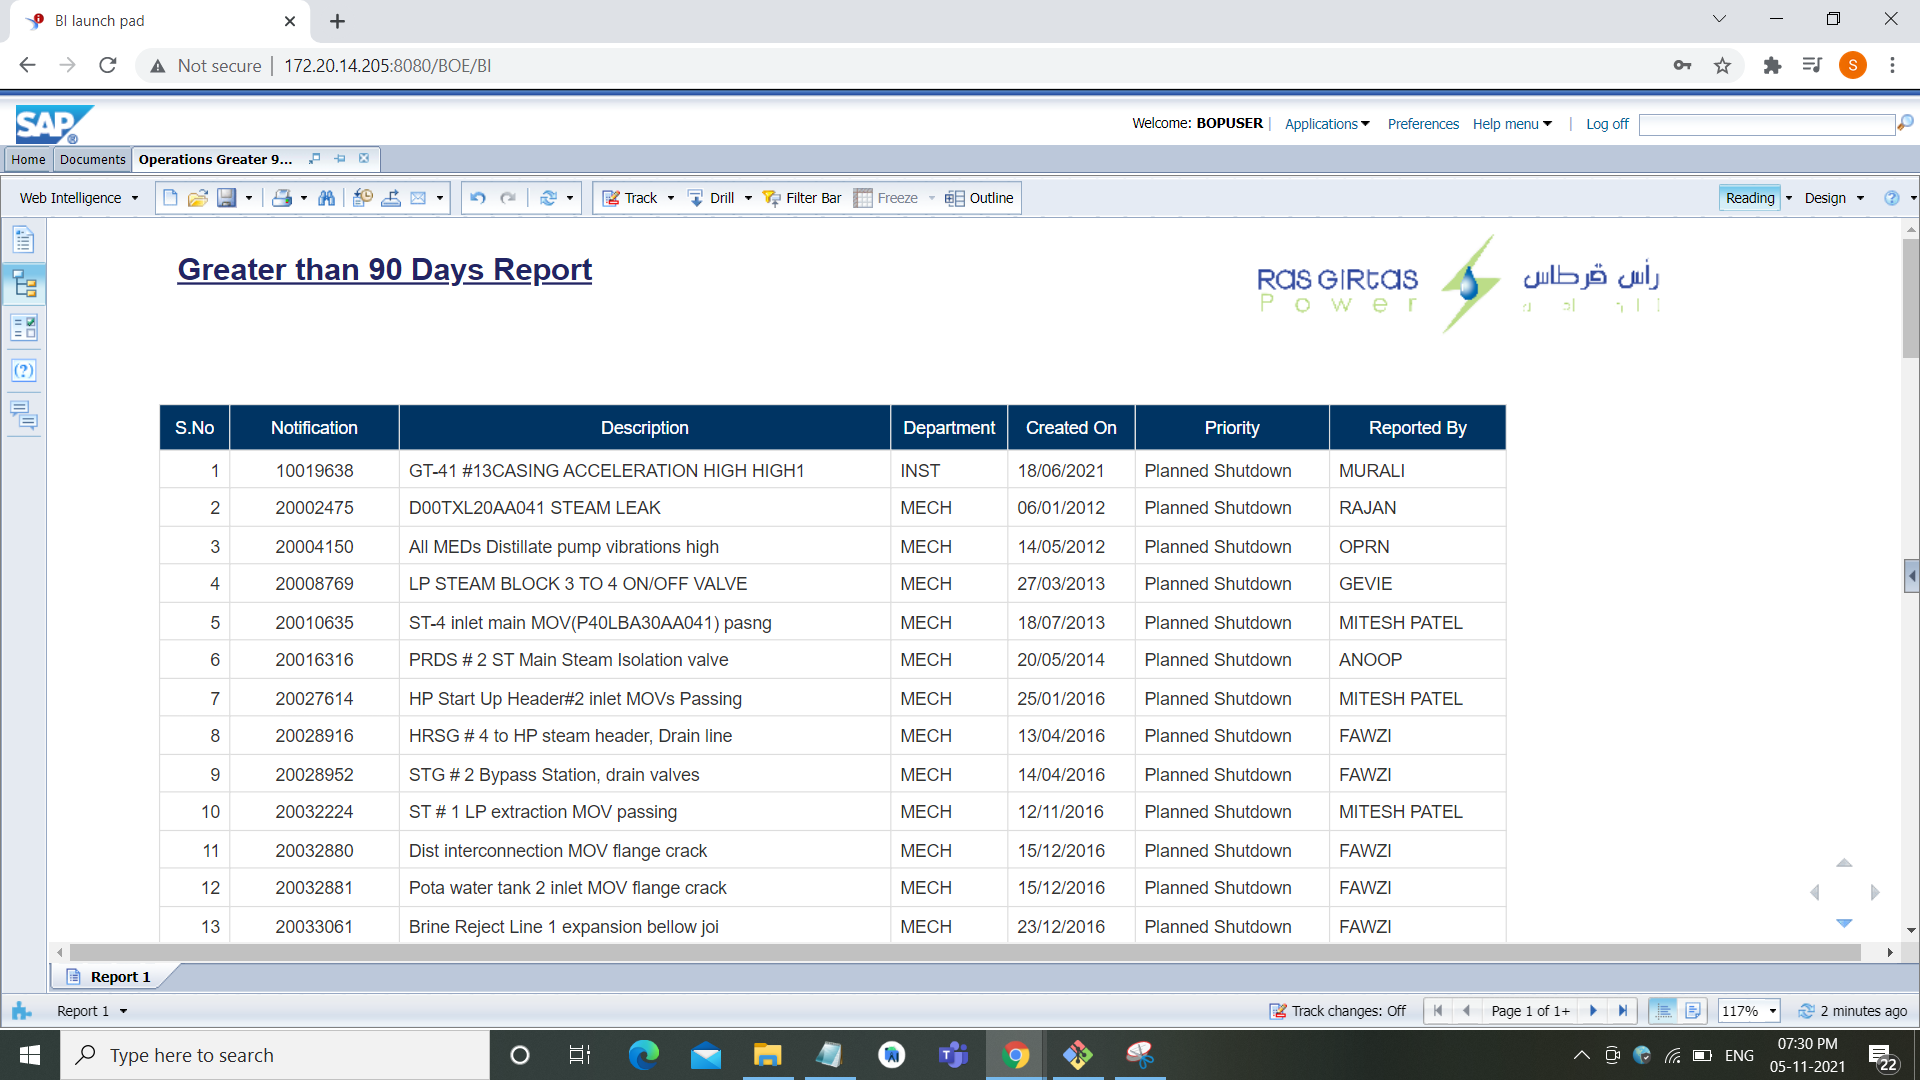 BI launch pad
Not secure 172.20.14.205:8080/BOE/BI
S
SAP
Welcome: BOPUSER Applications Preferences Help menu Log off
Home Documents Operations Greater 9...
Web Intelligence Track Drill Filter Bar Freeze Outline Reading Design
Greater than 90 Days Report
RAS GIRTAS رأس قرطاس
Power
S.No Notification Description Department Created On Priority Reported By
1 10019638 GT-41 #13CASING ACCELERATION HIGH HIGH1 INST 18/06/2021 Planned Shutdown MURALI
2 20002475 D00TXL20AA041 STEAM LEAK MECH 06/01/2012 Planned Shutdown RAJAN
3 20004150 All MEDs Distillate pump vibrations high MECH 14/05/2012 Planned Shutdown OPRN
4 20008769 LP STEAM BLOCK 3 TO 4 ON/OFF VALVE MECH 27/03/2013 Planned Shutdown GEVIE
5 20010635 ST-4 inlet main MOV(P40LBA30AA041) pasng MECH 18/07/2013 Planned Shutdown MITESH PATEL
6 20016316 PRDS # 2 ST Main Steam Isolation valve MECH 20/05/2014 Planned Shutdown ANOOP
7 20027614 HP Start Up Header#2 inlet MOVs Passing MECH 25/01/2016 Planned Shutdown MITESH PATEL
8 20028916 HRSG # 4 to HP steam header, Drain line MECH 13/04/2016 Planned Shutdown FAWZI
9 20028952 STG # 2 Bypass Station, drain valves MECH 14/04/2016 Planned Shutdown FAWZI
10 20032224 ST # 1 LP extraction MOV passing MECH 12/11/2016 Planned Shutdown MITESH PATEL
11 20032880 Dist interconnection MOV flange crack MECH 15/12/2016 Planned Shutdown FAWZI
12 20032881 Pota water tank 2 inlet MOV flange crack MECH 15/12/2016 Planned Shutdown FAWZI
13 20033061 Brine Reject Line 1 expansion bellow joi MECH 23/12/2016 Planned Shutdown FAWZI
Report 1
Report 1 Track changes: Off Page 1 of 1+ 117% 2 minutes ago
Type here to search ENG 07:30 PM
05-11-2021 22